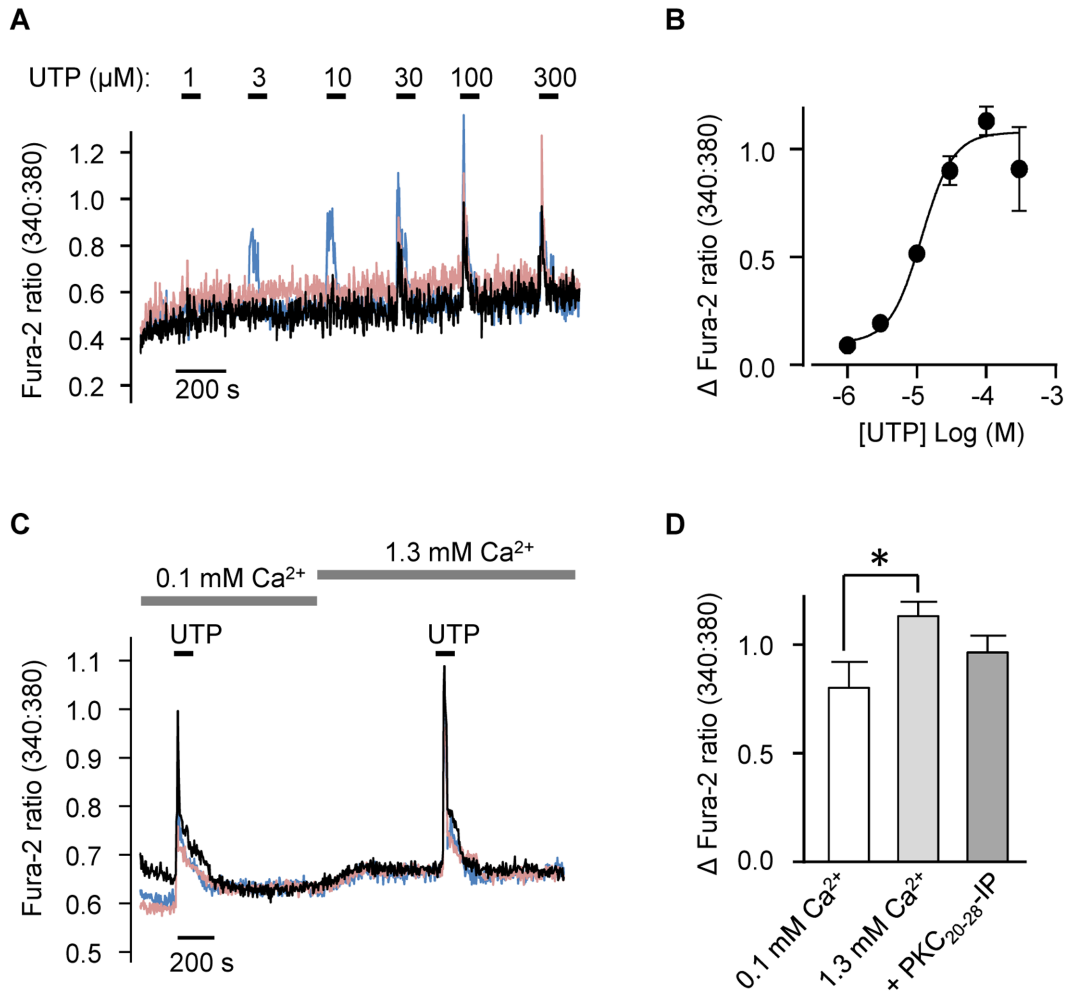 A
UTP (µM): 1 3 10 30 100 300
Fura-2 ratio (340:380)
1.2
1.0
0.8
0.6
0.4
0.2
200 s
B
Δ Fura-2 ratio (340:380)
1.0
0.5
0.0
-6 -5 -4 -3
[UTP] Log (M)
C
0.1 mM Ca²⁺
1.3 mM Ca²⁺
UTP UTP
Fura-2 ratio (340:380)
1.1
1.0
0.9
0.8
0.7
0.6
0.5
200 s
D
*
Δ Fura-2 ratio (340:380)
1.0
0.5
0.0
0.1 mM Ca²⁺
1.3 mM Ca²⁺
+ PKC₂₀₋₂₈-IP